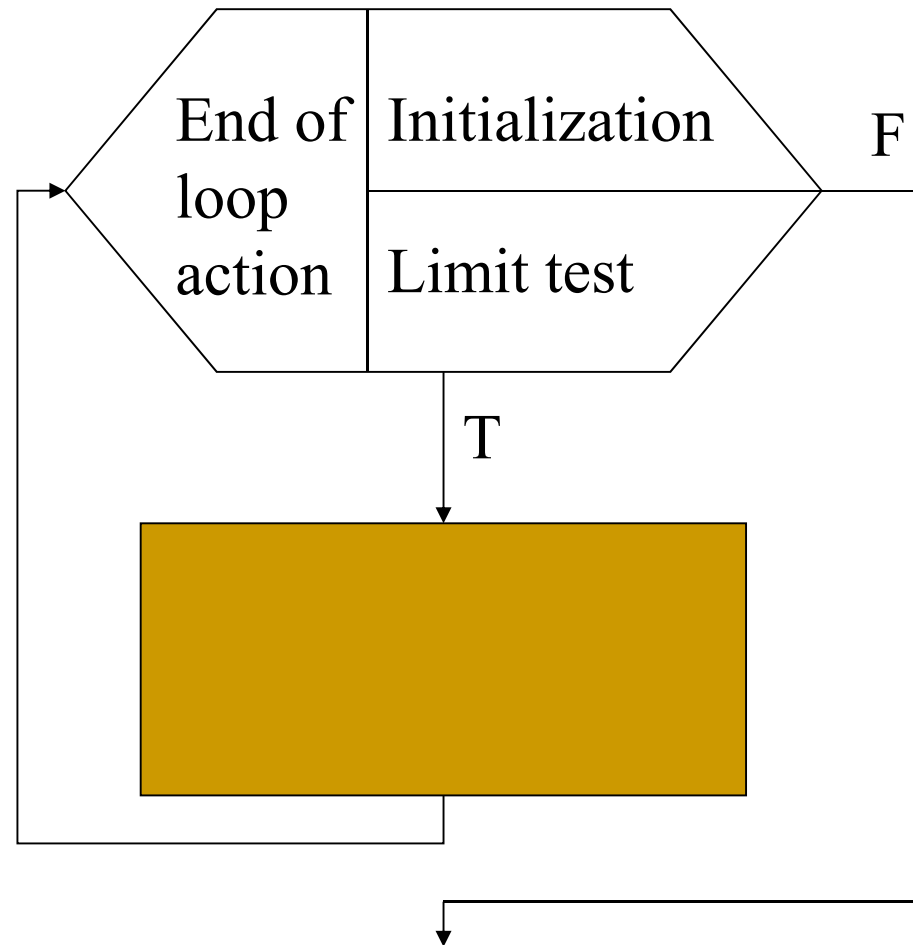 End of
loop
action
Initialization
Limit test
F
T